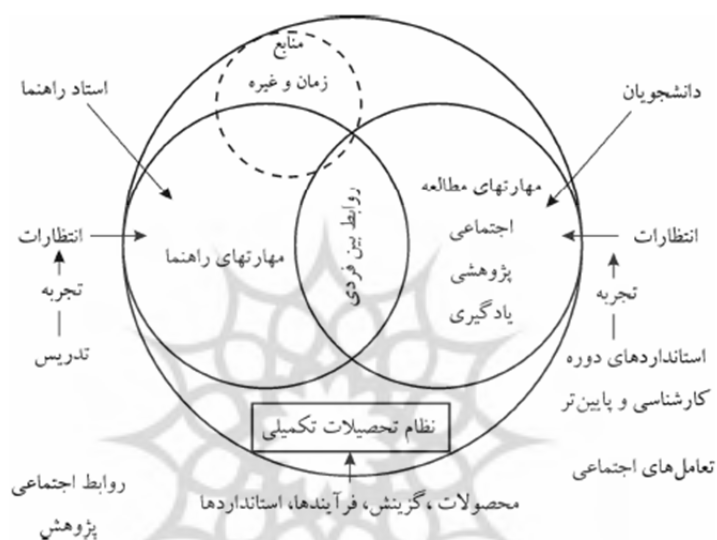 منابع
زمان و غیره
دانشجویان
استاد راهنما
مهارتهای مطالعه
اجتماعی
پژوهشی
یادگیری
روابط بین فردی
مهارتهای راهنما
انتظارات
تجربه
استانداردهای دوره
کارشناسی و پایین‌تر
تعامل‌های اجتماعی
انتظارات
تجربه
تدریس
روابط اجتماعی
پژوهش
نظام تحصیلات تکمیلی
محصولات، گزینش، فرآیندها، استانداردها